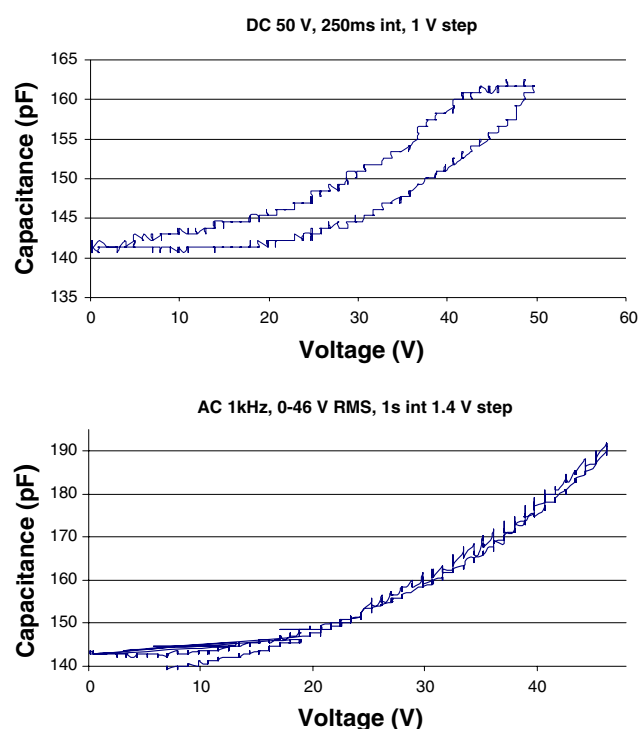 DC 50 V, 250ms int, 1 V step
165
160
155
150
145
140
135
Capacitance (pF)
0 10 20 30 40 50 60
Voltage (V)
AC 1kHz, 0-46 V RMS, 1s int 1.4 V step
190
180
170
160
150
140
Capacitance (pF)
0 10 20 30 40
Voltage (V)